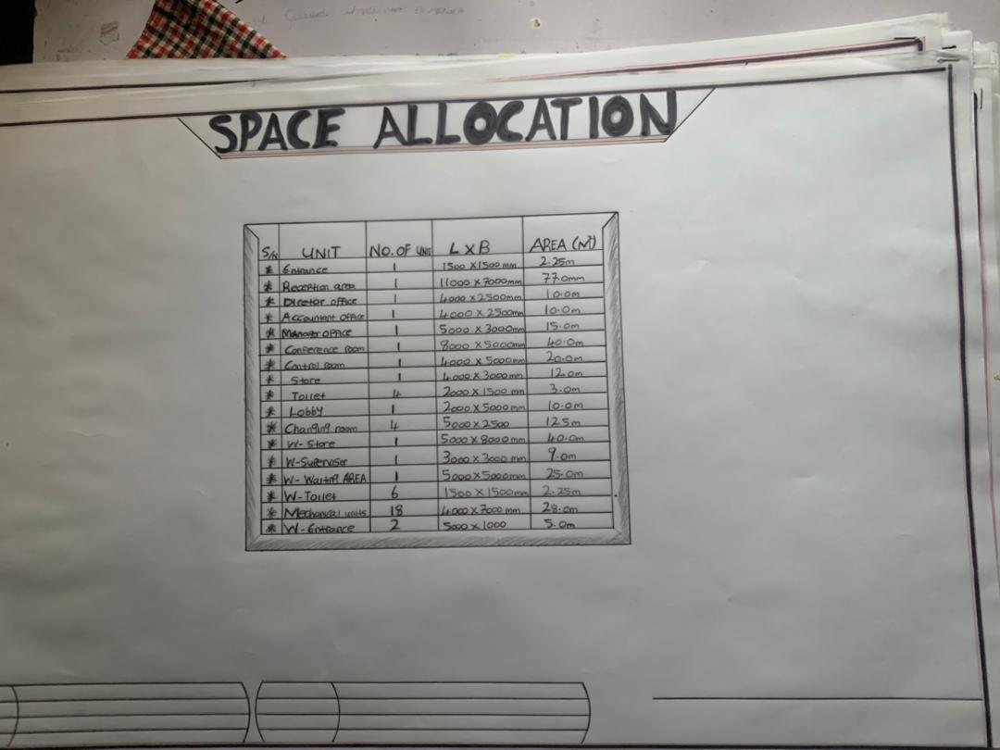 SPACE ALLOCATION
S/N UNIT NO. OF UNIT L X B AREA (M²)
* Entrance 1 1500 X 1500 mm 2.25m
* Reception area 1 11000 X 7000mm 77.0mm
* Diretor office 1 4000 X 2500mm 10.0m
* Accountant office 1 4000 X 2500mm 10.0m
* Manager office 1 5000 X 3000mm 15.0m
* Conference room 1 8000 X 5000mm 40.0m
* Control room 1 4000 X 5000mm 20.0m
* Store 1 4000 X 3000mm 12.0m
* Toilet 4 2000 X 1500 mm 3.0m
* Lobby 1 2000 X 5000mm 10.0m
* Changing room 4 5000 X 2500 12.5m
* W-Store 1 5000 X 8000 mm 40.0m
* W-Supervisor 1 3000 X 3000 mm 9.0m
* W-Waiting AREA 1 5000 X 5000mm 25.0m
* W-Toilet 6 1500 X 1500mm 2.25m
* Mechanical units 18 4000 X 7000 mm 28.0m
* W-Entrance 2 5000 X 1000 5.0m